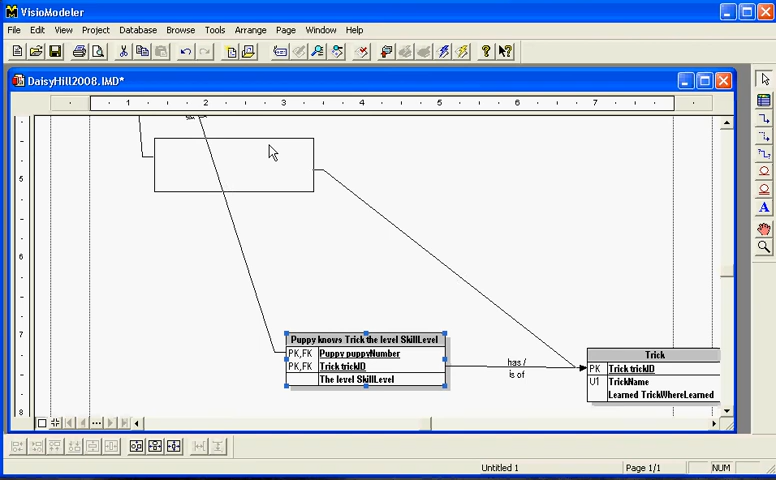 VisioModeler
File Edit View Project Database Browse Tools Arrange Page Window Help
DaisyHill2008.IMD*
1 2 3 4 5 6 7
5
7
8
Puppy knows Trick the level SkillLevel
PK,FK Puppy puppyNumber
PK,FK Trick trickID
The level SkillLevel
has /
is of
Trick
PK Trick trickID
U1 TrickName
Learned TrickWhereLearned
A
Untitled 1 Page 1/1 NUM